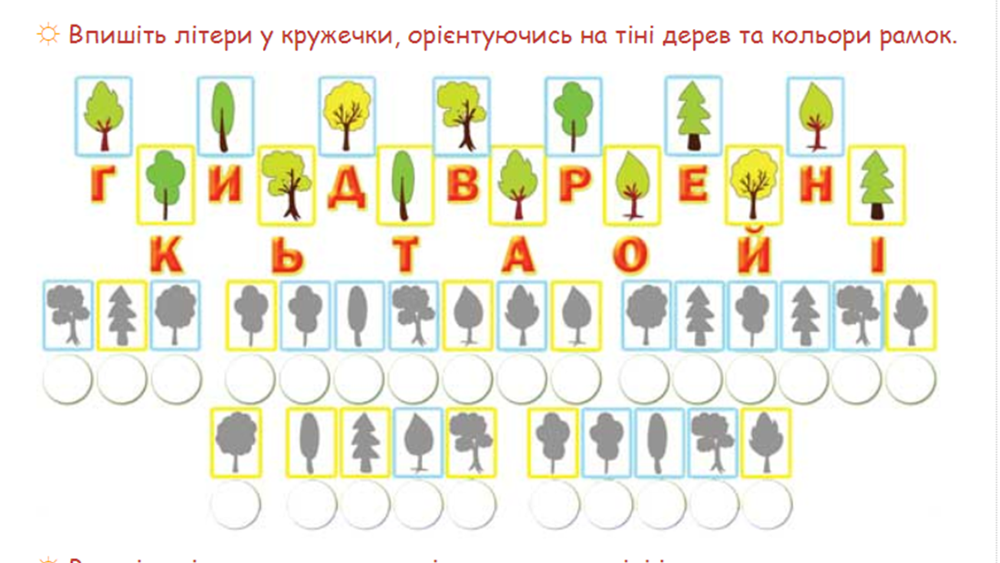 Впишіть літери у кружечки, орієнтуючись на тіні дерев та кольори рамок.
Г И Д В Р Е Н
К Ь Т А О Й І